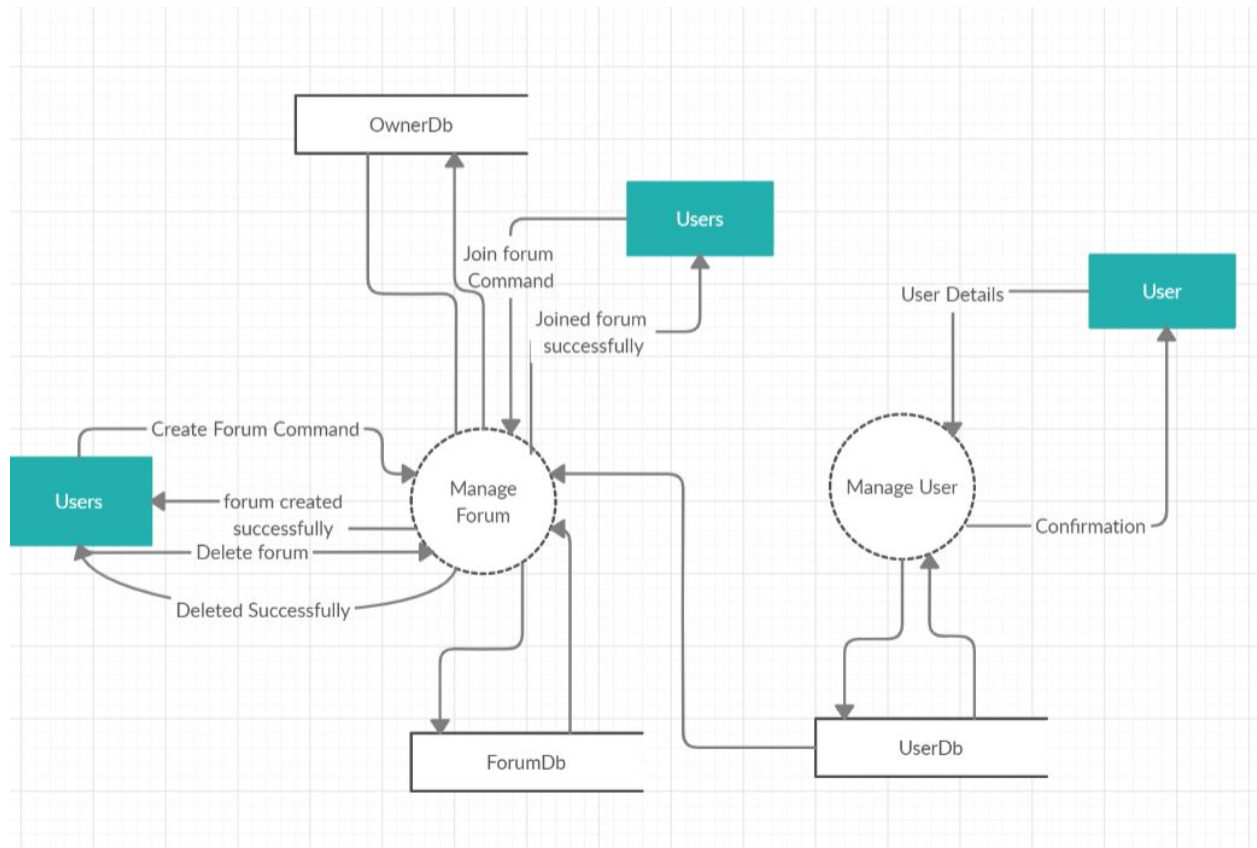 OwnerDb
Users
Join forum
Command
User Details
User
Joined forum
successfully
Create Forum Command
Users
forum created
successfully
Manage
Forum
Manage User
Confirmation
Delete forum
Deleted Successfully
ForumDb
UserDb